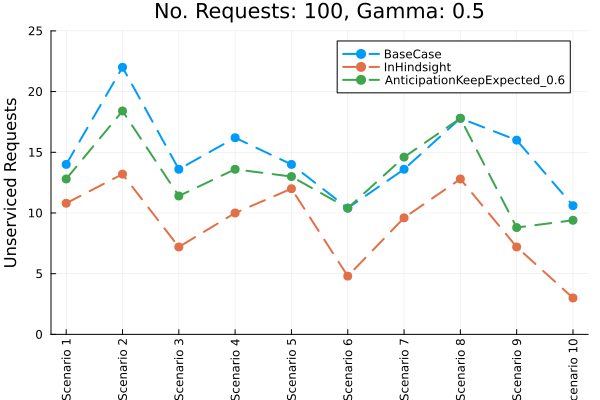 No. Requests: 100, Gamma: 0.5
BaseCase
InHindsight
AnticipationKeepExpected_0.6
Unserviced Requests
25
20
15
10
5
0
Scenario 1
Scenario 2
Scenario 3
Scenario 4
Scenario 5
Scenario 6
Scenario 7
Scenario 8
Scenario 9
cenario 10